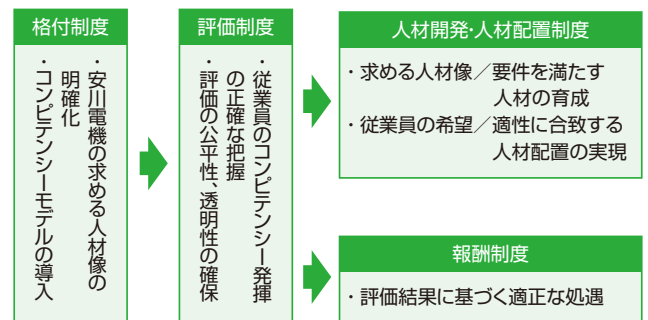 格付制度
・安川電機の求める人材像の
明確化
・コンピテンシーモデルの導入
評価制度
・従業員のコンピテンシー発揮
の正確な把握
・評価の公平性、透明性の確保
人材開発・人材配置制度
・求める人材像／要件を満たす
人材の育成
・従業員の希望／適性に合致する
人材配置の実現
報酬制度
・評価結果に基づく適正な処遇